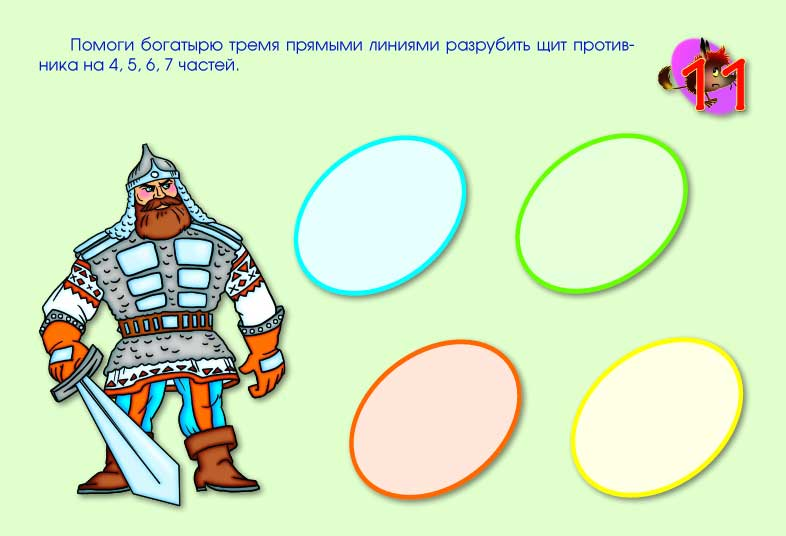 Помоги богатырю тремя прямыми линиями разрубить щит против-
ника на 4, 5, 6, 7 частей.
11